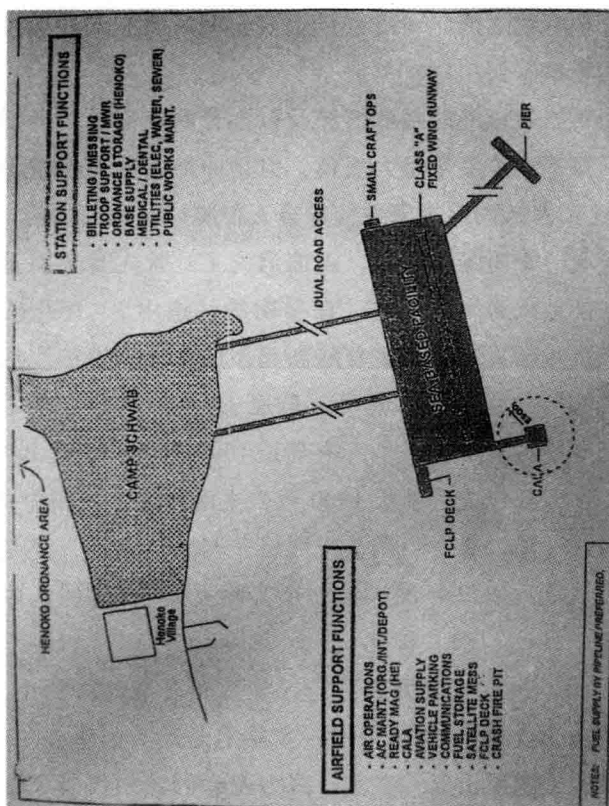 HENOKO ORDNANCE AREA
STATION SUPPORT FUNCTIONS
- BILLETING / MESSING
- TROOP SUPPORT / MWR
- ORDNANCE STORAGE (HENOKO)
- BASE SUPPLY
- MEDICAL / DENTAL
- UTILITIES (ELEC, WATER, SEWER)
- PUBLIC WORKS MAINT.
CAMP SCHWAB
Henoko
Village
DUAL ROAD ACCESS
SMALL CRAFT OPS
CLASS "A"
FIXED WING RUNWAY
SEA BASED FACILITY
PIER
FCLP DECK
CALA
AIRFIELD SUPPORT FUNCTIONS
- AIR OPERATIONS
- A/C MAINT. (ORG./INT./DEPOT)
- READY MAG (HE)
- CALA
- AVIATION SUPPLY
- VEHICLE PARKING
- COMMUNICATIONS
- FUEL STORAGE
- SATELLITE MESS
- FCLP DECK
- CRASH FIRE PIT
NOTES: FUEL SUPPLY BY PIPELINE PREFERRED.